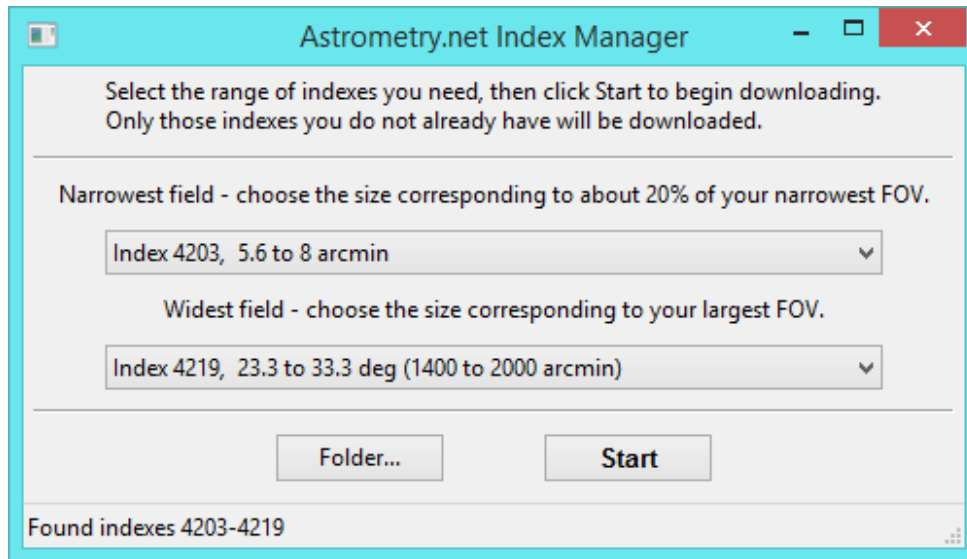 Astrometry.net Index Manager
Select the range of indexes you need, then click Start to begin downloading.
Only those indexes you do not already have will be downloaded.
Narrowest field - choose the size corresponding to about 20% of your narrowest FOV.
Index 4203,  5.6 to 8 arcmin
Widest field - choose the size corresponding to your largest FOV.
Index 4219,  23.3 to 33.3 deg (1400 to 2000 arcmin)
Folder...
Start
Found indexes 4203-4219